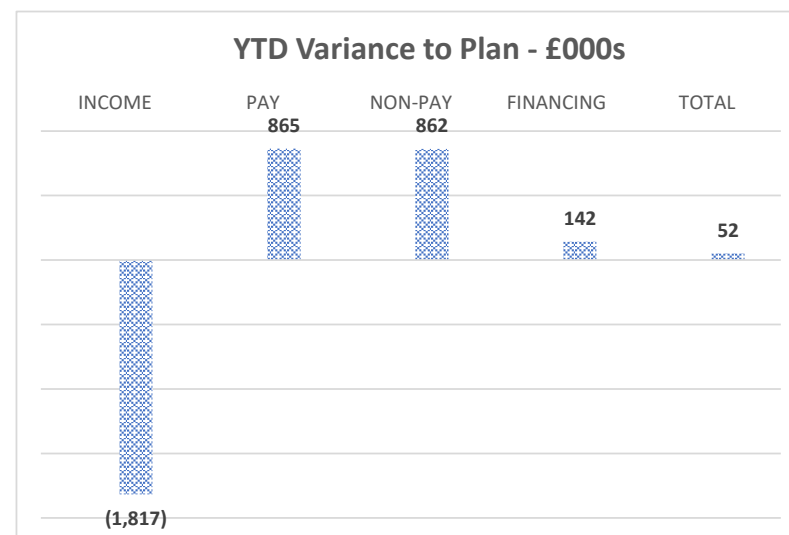 YTD Variance to Plan - £000s
INCOME PAY NON-PAY FINANCING TOTAL
865 862
142
52
(1,817)